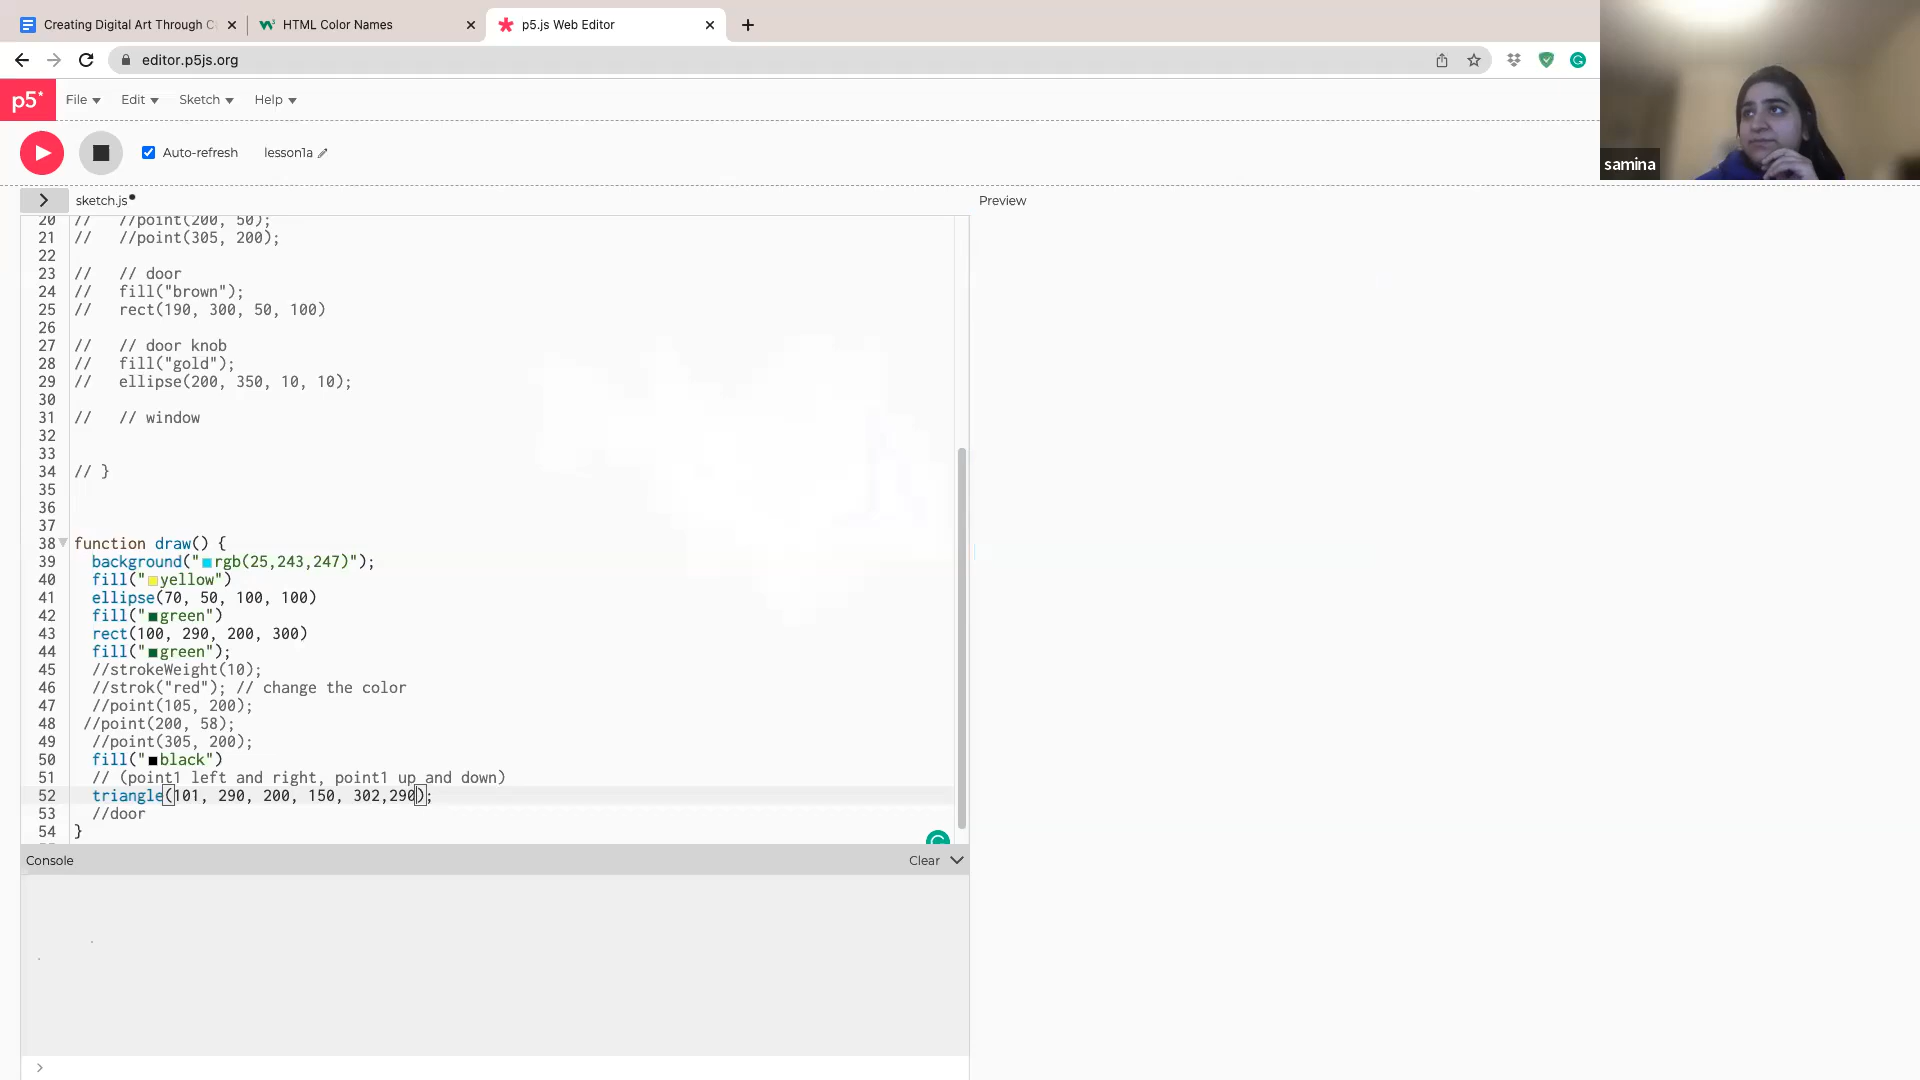 Creating Digital Art Through C
HTML Color Names
p5.js Web Editor
editor.p5js.org
p5* File Edit Sketch Help
Auto-refresh lesson1a
samina
sketch.js
Preview
20 //   //point(200, 50);
21 //   //point(305, 200);
22
23 //   // door
24 //   fill("brown");
25 //   rect(190, 300, 50, 100)
26
27 //   // door knob
28 //   fill("gold");
29 //   ellipse(200, 350, 10, 10);
30
31 //   // window
32
33
34 // }
35
36
37
38 function draw() {
39   background("rgb(25,243,247)");
40   fill("yellow")
41   ellipse(70, 50, 100, 100)
42   fill("green")
43   rect(100, 290, 200, 300)
44   fill("green");
45   //strokeWeight(10);
46   //strok("red"); // change the color
47   //point(105, 200);
48  //point(200, 58);
49   //point(305, 200);
50   fill("black")
51   // (point1 left and right, point1 up and down)
52   triangle(101, 290, 200, 150, 302,290);
53   //door
54 }
Console
Clear
>